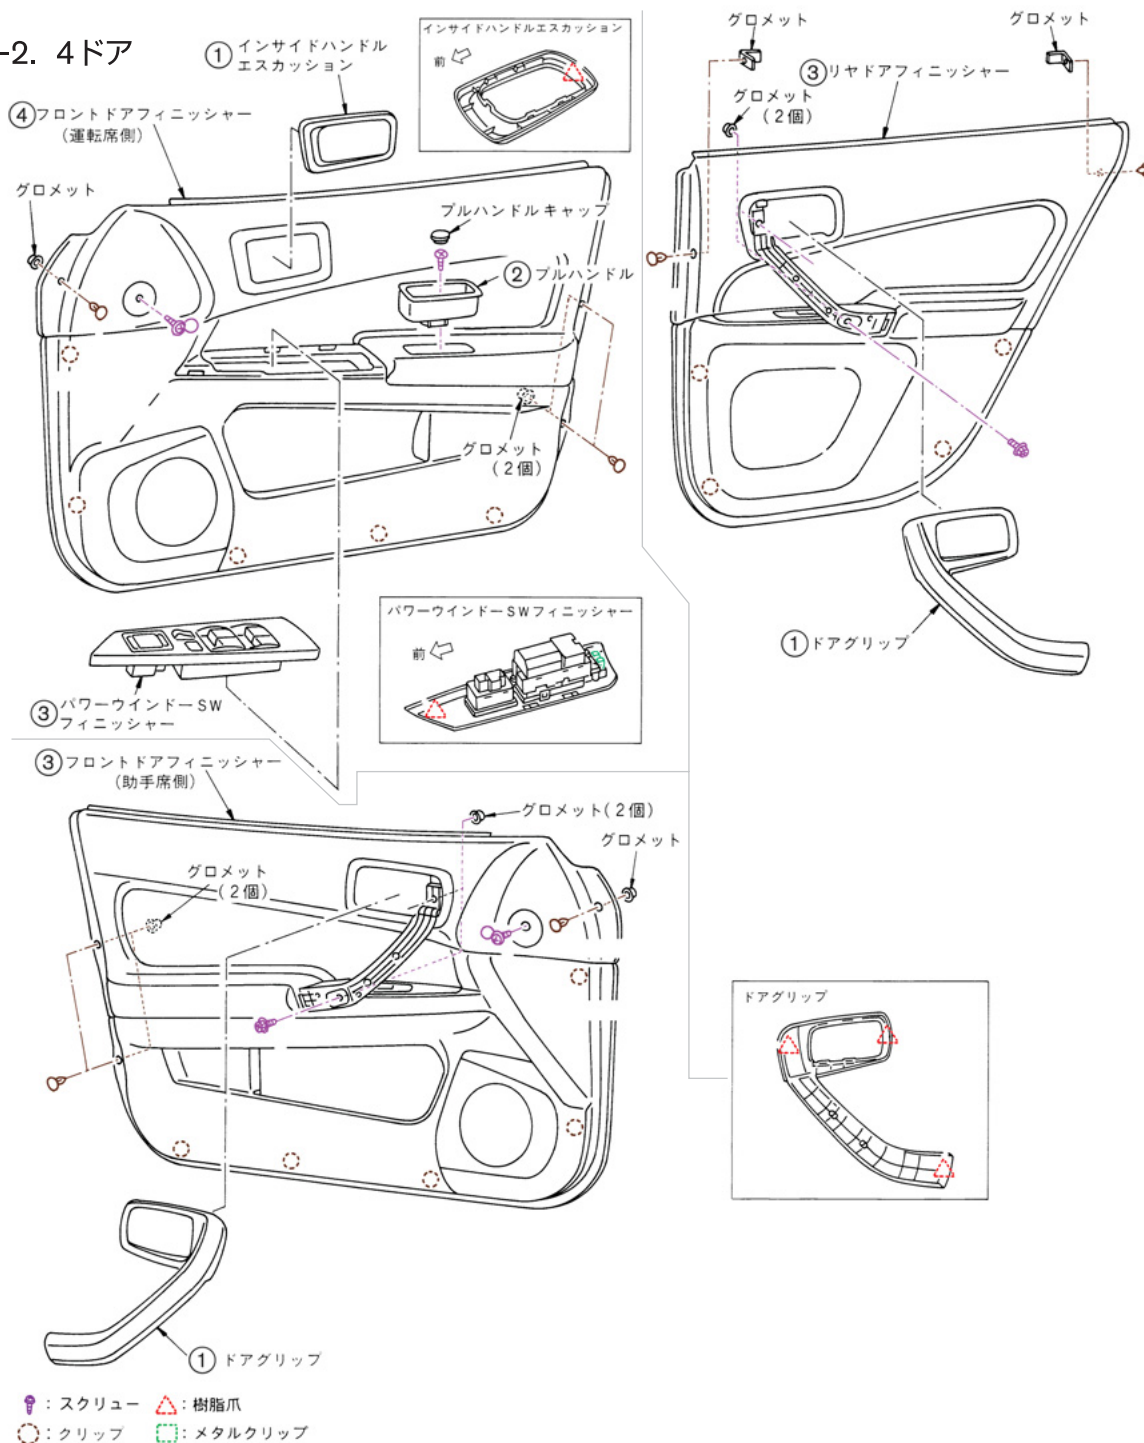 -2. 4ドア
① インサイドハンドル
エスカッション
④ フロントドアフィニッシャー
(運転席側)
グロメット
プルハンドルキャップ
② プルハンドル
グロメット
(2個)
インサイドハンドルエスカッション
前
③ パワーウインドーSW
フィニッシャー
パワーウインドーSWフィニッシャー
前
グロメット
グロメット
③ リヤドアフィニッシャー
グロメット
(2個)
① ドアグリップ
③ フロントドアフィニッシャー
(助手席側)
グロメット(2個)
グロメット
グロメット
(2個)
① ドアグリップ
ドアグリップ
：スクリュー ：樹脂爪
：クリップ ：メタルクリップ